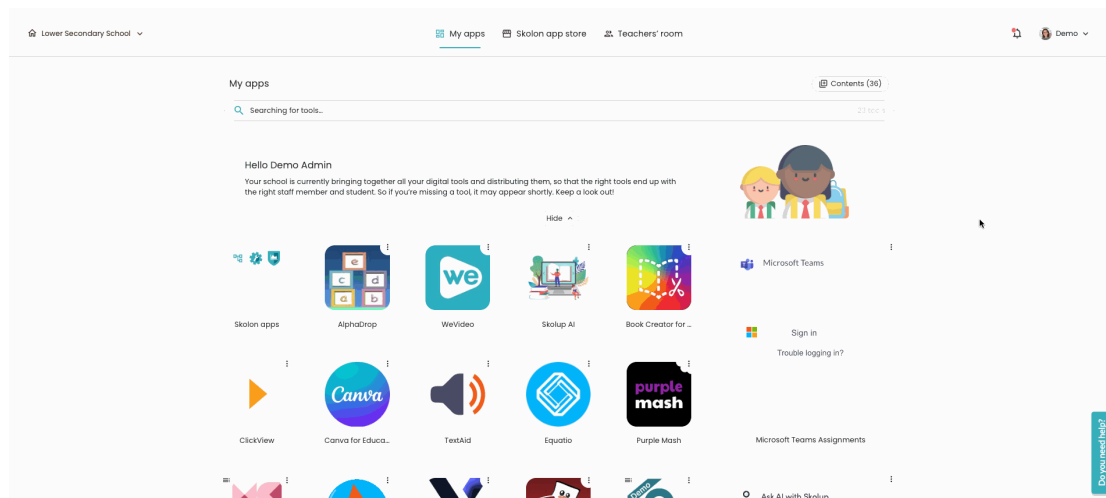 Lower Secondary School
My apps
Skolon app store
Teachers' room
Demo
My apps
Contents (36)
Searching for tools...
Hello Demo Admin
Your school is currently bringing together all your digital tools and distributing them, so that the right tools end up with
the right staff member and student. So if you're missing a tool, it may appear shortly. Keep a look out!
Hide
Microsoft Teams
e
c d
a b
we
Skolon apps
AlphaDrop
WeVideo
Skolup AI
Book Creator for ...
Sign in
Trouble logging in?
Canva
purple
mash
ClickView
Canva for Educa...
TextAid
Equatio
Purple Mash
Microsoft Teams Assignments
Do you need help?
Demo
Ask AI with Skolup